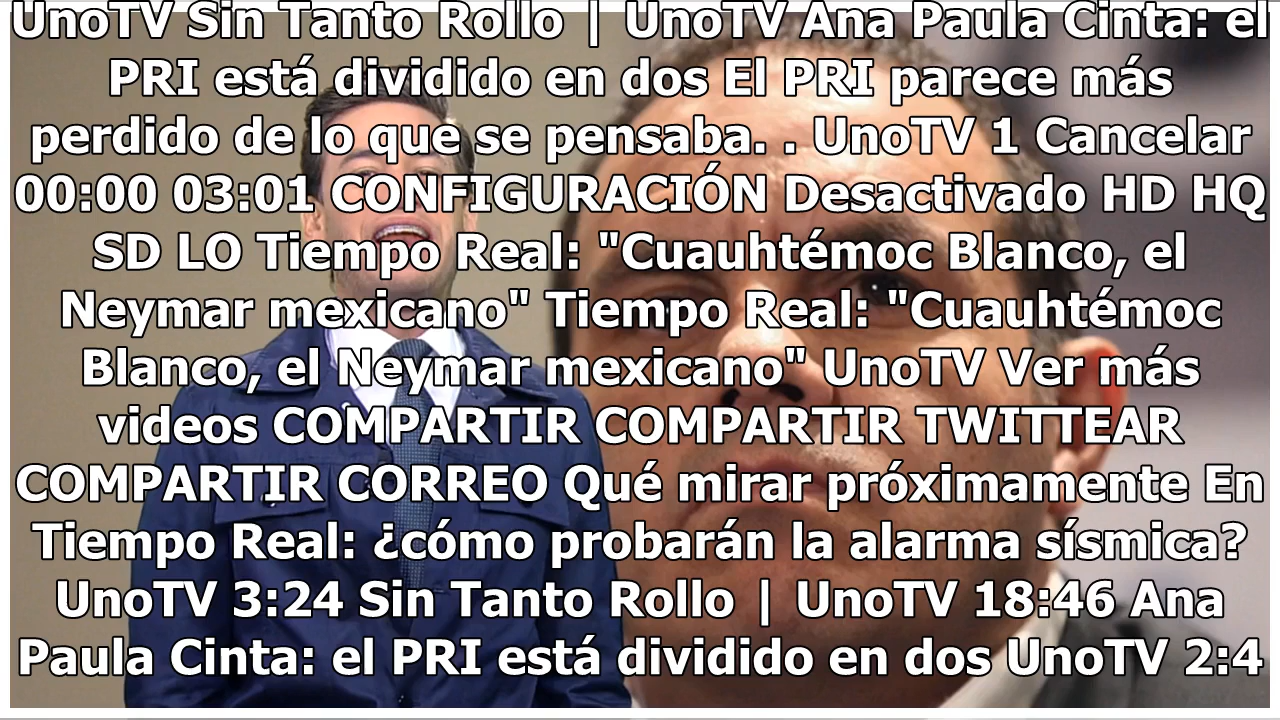 UnoTV Sin Tanto Rollo | UnoTV Ana Paula Cinta: el
PRI está dividido en dos El PRI parece más
perdido de lo que se pensaba. . UnoTV 1 Cancelar
00:00 03:01 CONFIGURACIÓN Desactivado HD HQ
SD LO Tiempo Real: "Cuauhtémoc Blanco, el
Neymar mexicano" Tiempo Real: "Cuauhtémoc
Blanco, el Neymar mexicano" UnoTV Ver más
videos COMPARTIR COMPARTIR TWITTEAR
COMPARTIR CORREO Qué mirar próximamente En
Tiempo Real: ¿cómo probarán la alarma sísmica?
UnoTV 3:24 Sin Tanto Rollo | UnoTV 18:46 Ana
Paula Cinta: el PRI está dividido en dos UnoTV 2:4